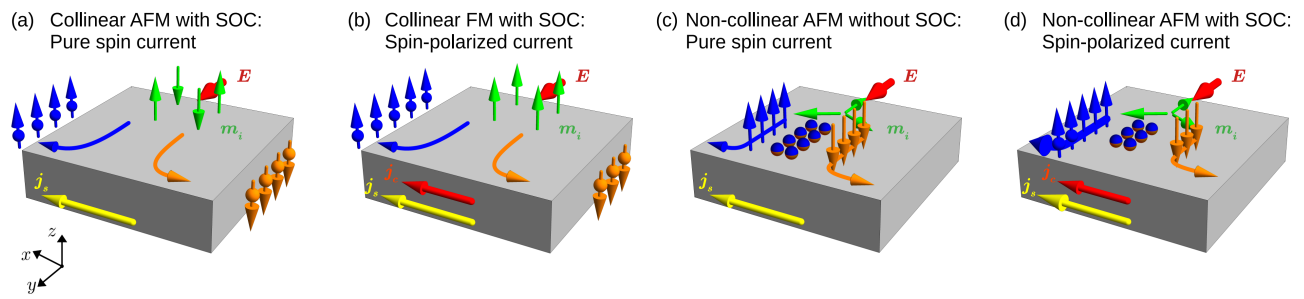 (a) Collinear AFM with SOC:
Pure spin current
(b) Collinear FM with SOC:
Spin-polarized current
(c) Non-collinear AFM without SOC:
Pure spin current
(d) Non-collinear AFM with SOC:
Spin-polarized current
E
m_i
j_s
z
x
y
E
m_i
j_c
j_s
E
m_i
j_s
E
m_i
j_c
j_s